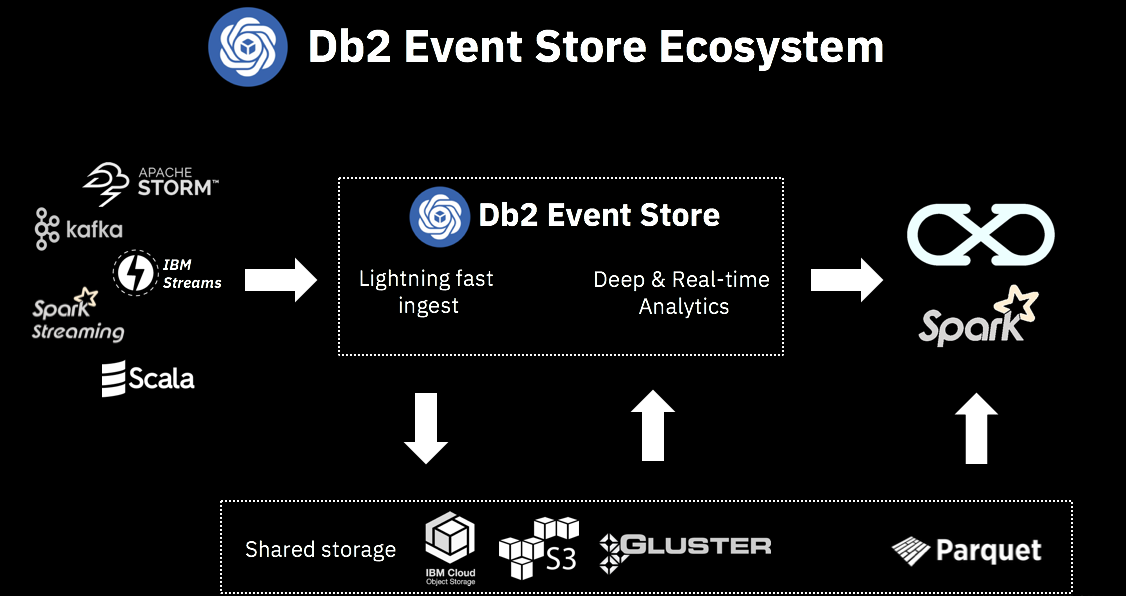 Db2 Event Store Ecosystem
APACHE
STORM™
kafka
IBM
Streams
Spark
Streaming
Scala
Db2 Event Store
Lightning fast
ingest
Deep & Real-time
Analytics
Spark
Shared storage
IBM Cloud
Object Storage
S3
GLUSTER
Parquet